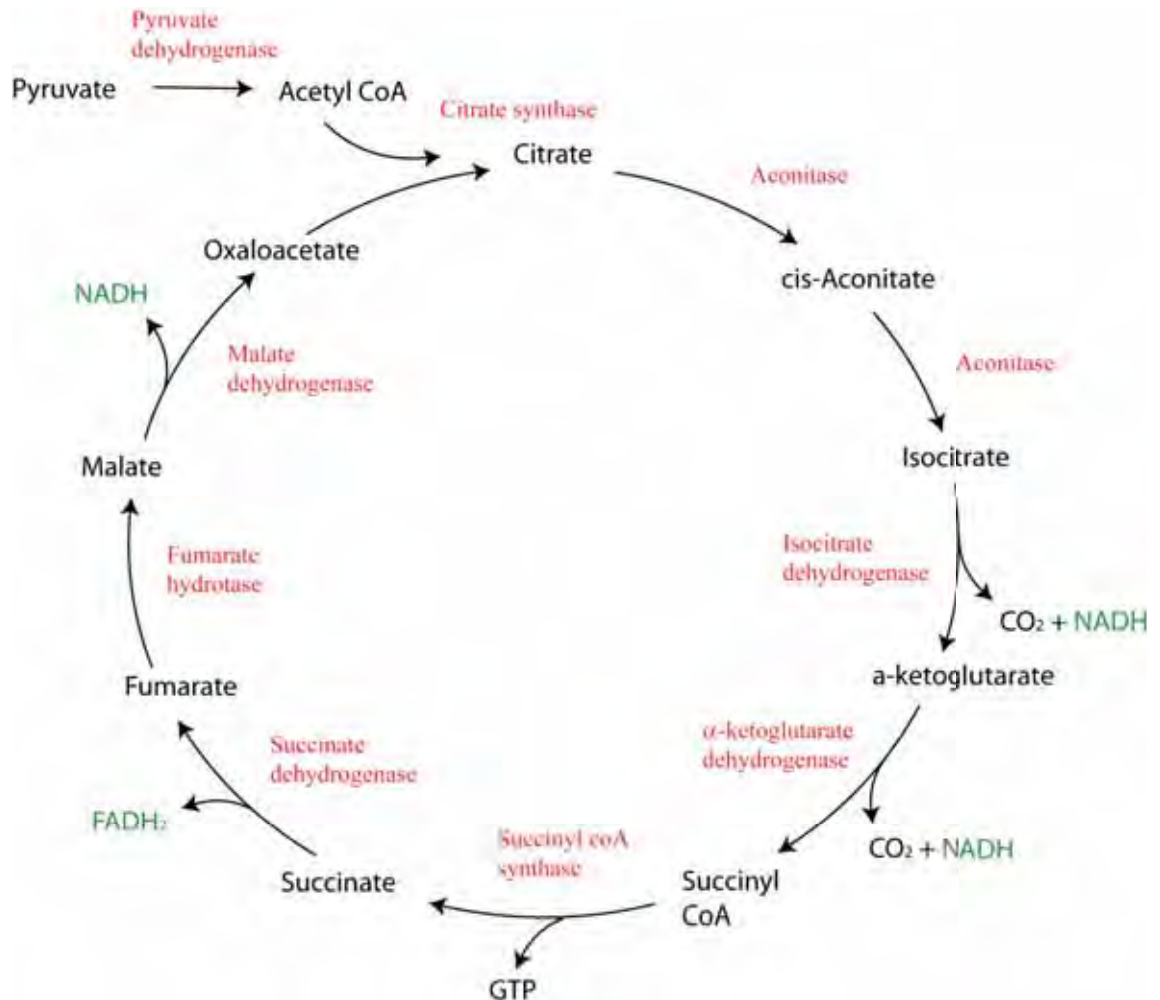 Pyruvate
dehydrogenase
Pyruvate
Acetyl CoA
Citrate synthase
Citrate
Aconitase
Oxaloacetate
cis-Aconitate
NADH
Malate
dehydrogenase
Aconitase
Malate
Isocitrate
Fumarate
hydrotase
Isocitrate
dehydrogenase
CO₂ + NADH
Fumarate
a-ketoglutarate
Succinate
dehydrogenase
α-ketoglutarate
dehydrogenase
FADH₂
Succinyl coA
synthase
CO₂ + NADH
Succinate
Succinyl
CoA
GTP